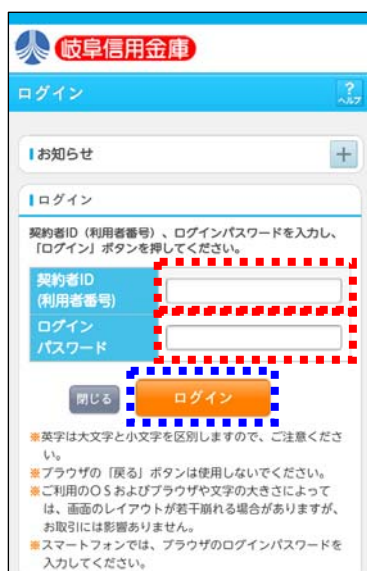 岐阜信用金庫
ログイン
?
ヘルプ
お知らせ
+
ログイン
契約者ID（利用者番号）、ログインパスワードを入力し、
「ログイン」ボタンを押してください。
契約者ID
(利用者番号)
ログイン
パスワード
閉じる
ログイン
※英字は大文字と小文字を区別しますので、ご注意くださ
い。
※ブラウザの「戻る」ボタンは使用しないでください。
※ご利用のＯＳおよびブラウザや文字の大きさによって
は、画面のレイアウトが若干崩れる場合がありますが、
お取引には影響ありません。
※スマートフォンでは、ブラウザのログインパスワードを
入力してください。